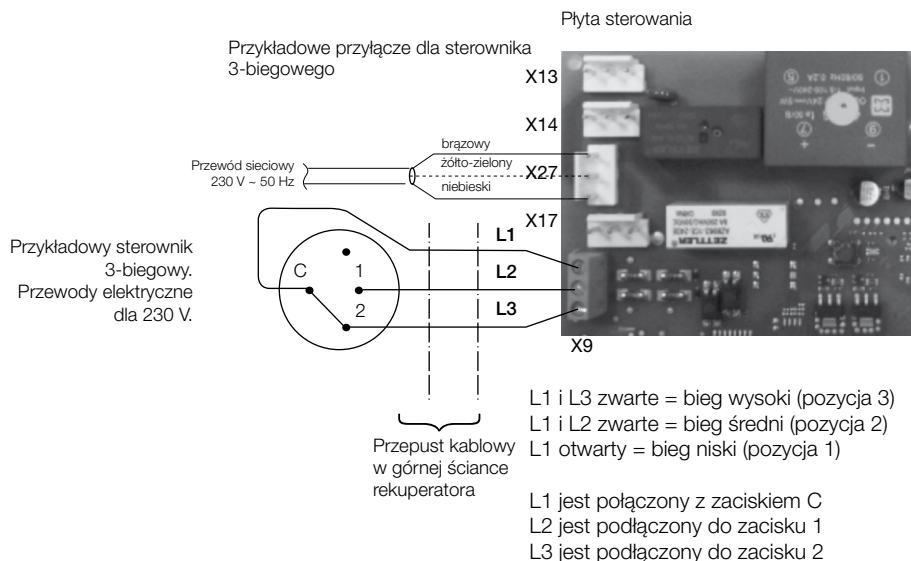 Płyta sterowania
Przykładowe przyłącze dla sterownika
3-biegowego
X13
X14
brązowy
żółto-zielony
X27
niebieski
Przewód sieciowy
230 V ~ 50 Hz
X17
L1
L2
L3
C
1
2
Przykładowy sterownik
3-biegowy.
Przewody elektryczne
dla 230 V.
X9
ZETTLER
Przepust kablowy
w górnej ściance
rekuperatora
L1 i L3 zwarte = bieg wysoki (pozycja 3)
L1 i L2 zwarte = bieg średni (pozycja 2)
L1 otwarty = bieg niski (pozycja 1)
L1 jest połączony z zaciskiem C
L2 jest podłączony do zacisku 1
L3 jest podłączony do zacisku 2